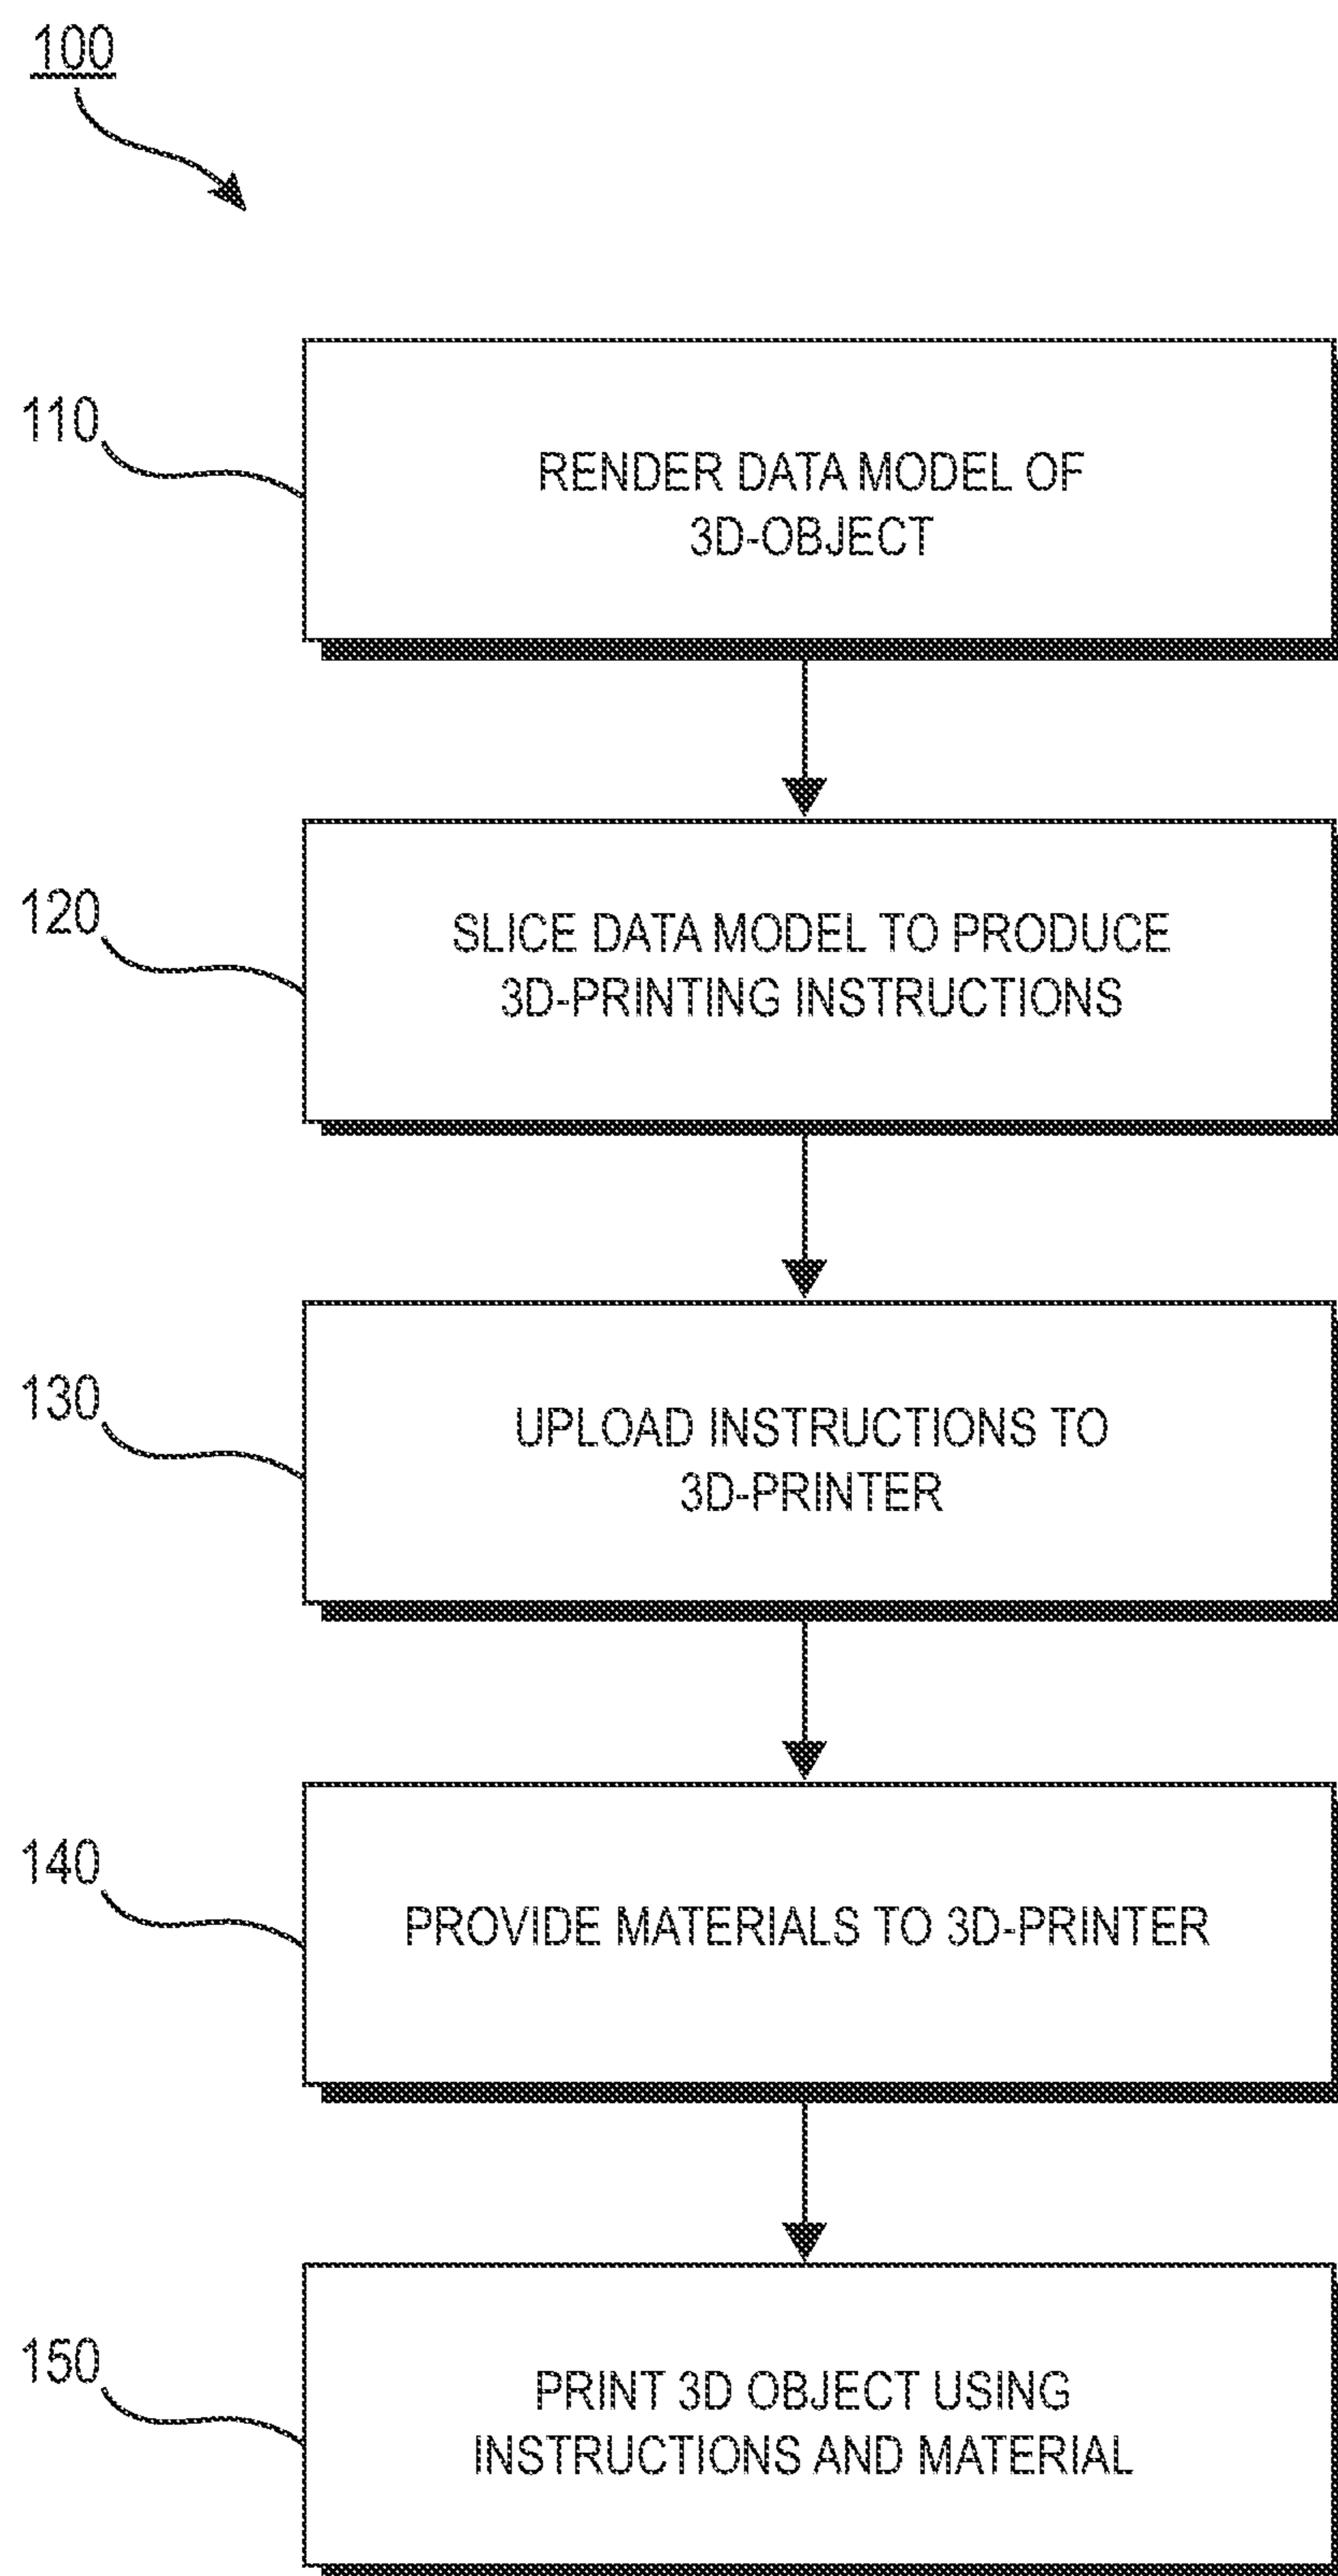 100
110
RENDER DATA MODEL OF
3D-OBJECT
120
SLICE DATA MODEL TO PRODUCE
3D-PRINTING INSTRUCTIONS
130
UPLOAD INSTRUCTIONS TO
3D-PRINTER
140
PROVIDE MATERIALS TO 3D-PRINTER
150
PRINT 3D OBJECT USING
INSTRUCTIONS AND MATERIAL